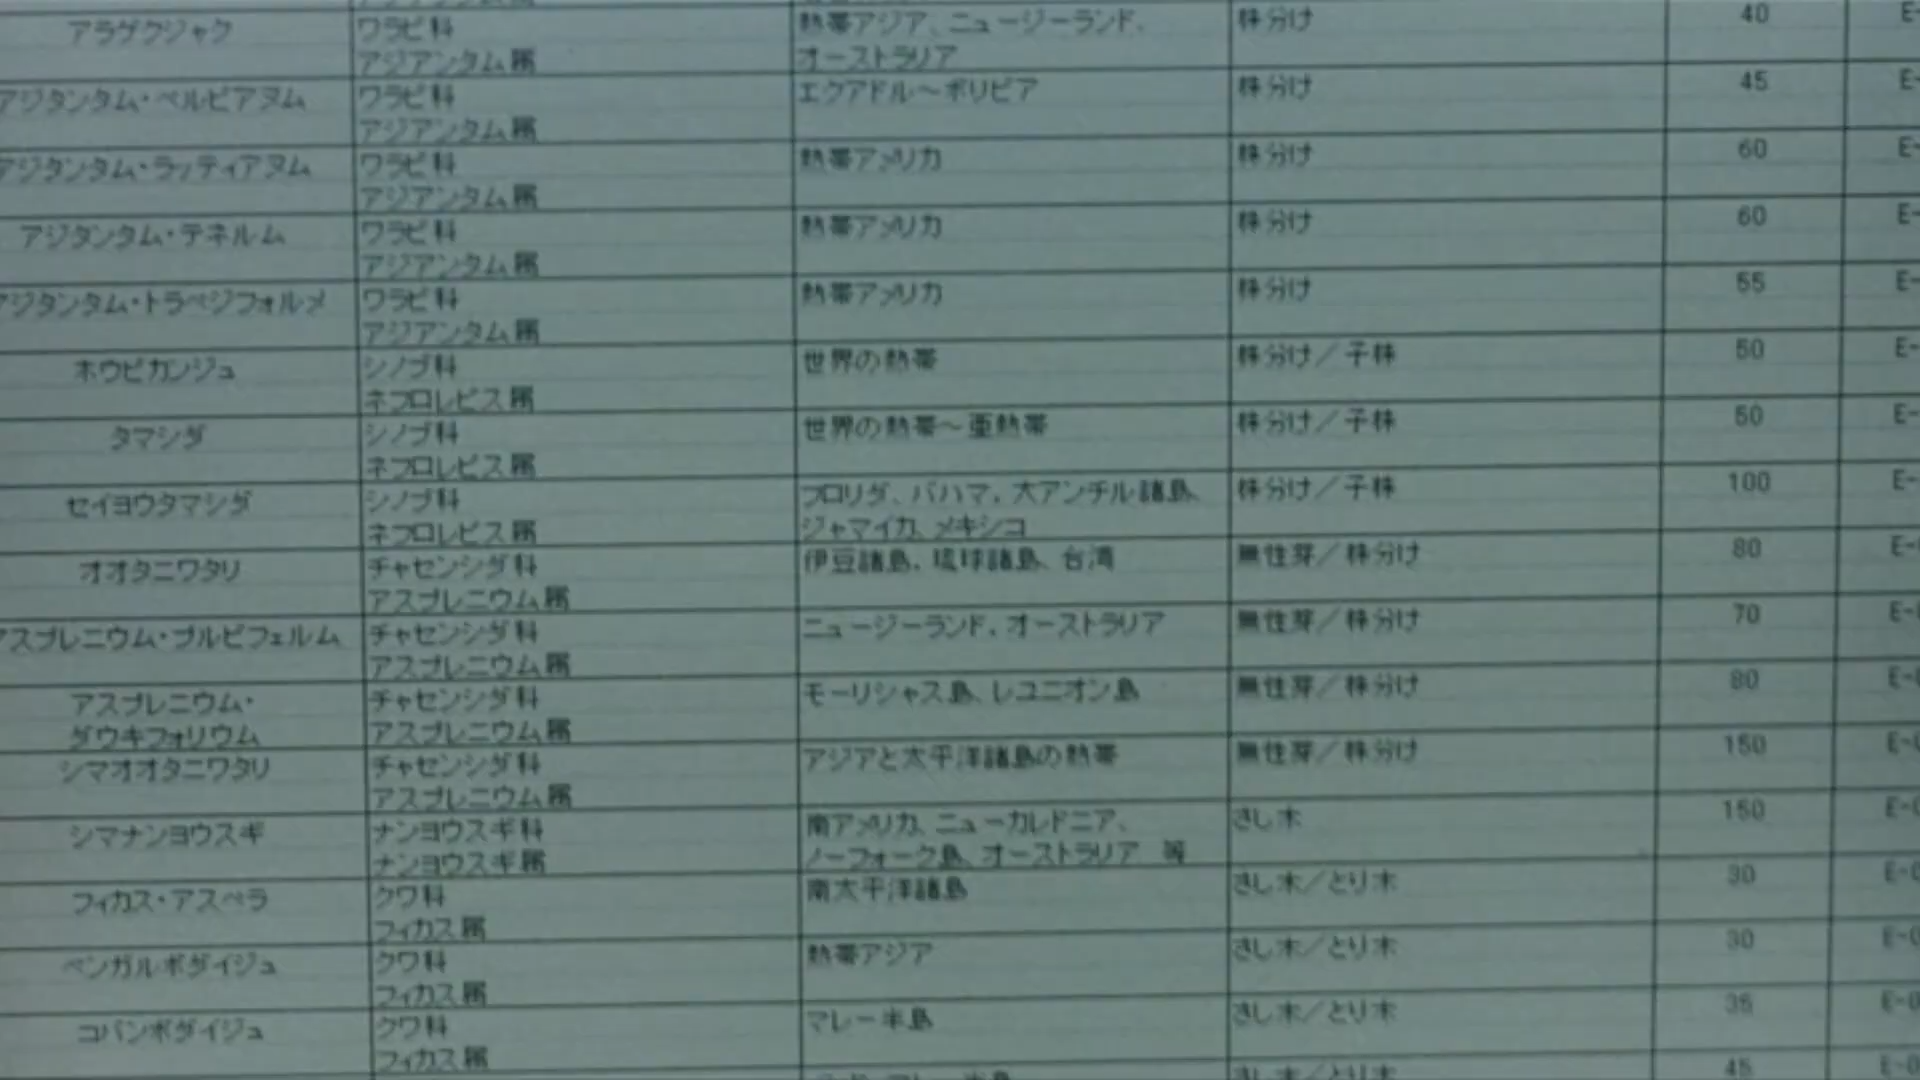 アラゲクジャク ワラビ科 熱帯アジア、ニュージーランド、 株分け 40 E-
アジアンタム属 オーストラリア
アジタンタム・ペルビアヌム ワラビ科 エクアドル～ボリビア 株分け 45 E-
アジアンタム属
アジタンタム・ラッティアヌム ワラビ科 熱帯アメリカ 株分け 60 E-
アジアンタム属
アジタンタム・テネルム ワラビ科 熱帯アメリカ 株分け 60 E-
アジアンタム属
アジタンタム・トラペジフォルメ ワラビ科 熱帯アメリカ 株分け 55 E-
アジアンタム属
ホウビカンジュ シノブ科 世界の熱帯 株分け／子株 50 E-
ネフロレピス属
タマシダ シノブ科 世界の熱帯～亜熱帯 株分け／子株 50 E-
ネフロレピス属
セイヨウタマシダ シノブ科 フロリダ、バハマ、大アンチル諸島、 株分け／子株 100 E-
ネフロレピス属 ジャマイカ、メキシコ
オオタニワタリ チャセンシダ科 伊豆諸島、琉球諸島、台湾 無性芽／株分け 80 E-
アスプレニウム属
アスプレニウム・ブルビフェルム チャセンシダ科 ニュージーランド、オーストラリア 無性芽／株分け 70 E-
アスプレニウム属
アスプレニウム・ チャセンシダ科 モーリシャス島、レユニオン島 無性芽／株分け 80 E-
ダウキフォリウム アスプレニウム属
シマオオタニワタリ チャセンシダ科 アジアと太平洋諸島の熱帯 無性芽／株分け 150 E-
アスプレニウム属
シマナンヨウスギ ナンヨウスギ科 南アメリカ、ニューカレドニア、 さし木 150 E-
ナンヨウスギ属 ノーフォーク島、オーストラリア 等
フィカス・アスペラ クワ科 南太平洋諸島 さし木／とり木 30 E-
フィカス属
ベンガルボダイジュ クワ科 熱帯アジア さし木／とり木 30 E-
フィカス属
コバンボダイジュ クワ科 マレー半島 さし木／とり木 35 E-
フィカス属
45